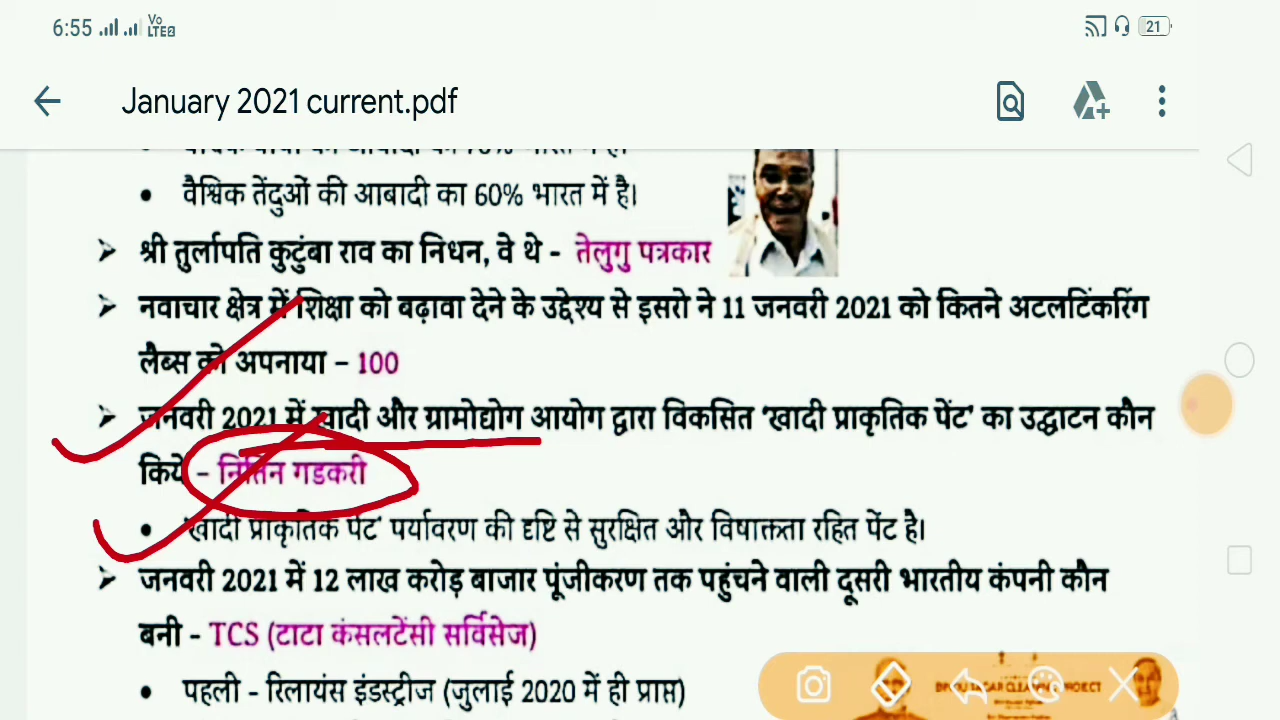 6:55 Vo LTE2 21
January 2021 current.pdf
• वैश्विक तेंदुओं की आबादी का 60% भारत में है।
➤ श्री तुर्लापति कुटुंबा राव का निधन, वे थे - तेलुगु पत्रकार
➤ नवाचार क्षेत्र में शिक्षा को बढ़ावा देने के उद्देश्य से इसरो ने 11 जनवरी 2021 को कितने अटलटिंकरिंग
लैब्स को अपनाया – 100
➤ जनवरी 2021 में खादी और ग्रामोद्योग आयोग द्वारा विकसित ‘खादी प्राकृतिक पेंट’ का उद्घाटन कौन
किये – नितिन गडकरी
• ‘खादी प्राकृतिक पेंट’ पर्यावरण की दृष्टि से सुरक्षित और विषाक्तता रहित पेंट है।
➤ जनवरी 2021 में 12 लाख करोड़ बाजार पूंजीकरण तक पहुंचने वाली दूसरी भारतीय कंपनी कौन
बनी - TCS (टाटा कंसलटेंसी सर्विसेज)
• पहली - रिलायंस इंडस्ट्रीज (जुलाई 2020 में ही प्राप्त)